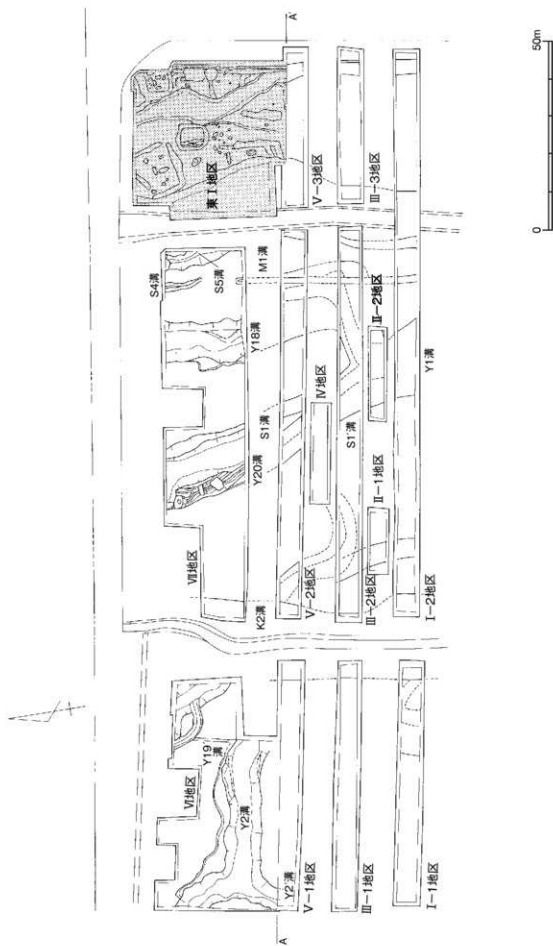 A´
東Ⅰ地区
S4溝
S5溝
M1溝
Y18溝
S1溝
Y20溝
Ⅶ地区
K2溝
Ⅴ-3地区
Ⅲ-3地区
Ⅳ地区
Ⅱ-2地区
S1´溝
Ⅱ-1地区
Y1溝
Ⅴ-2地区
Ⅲ-2地区
Ⅰ-2地区
Ⅵ地区
Y19溝
Y2溝
Y2´溝
Ⅴ-1地区
Ⅲ-1地区
Ⅰ-1地区
A
0
50m